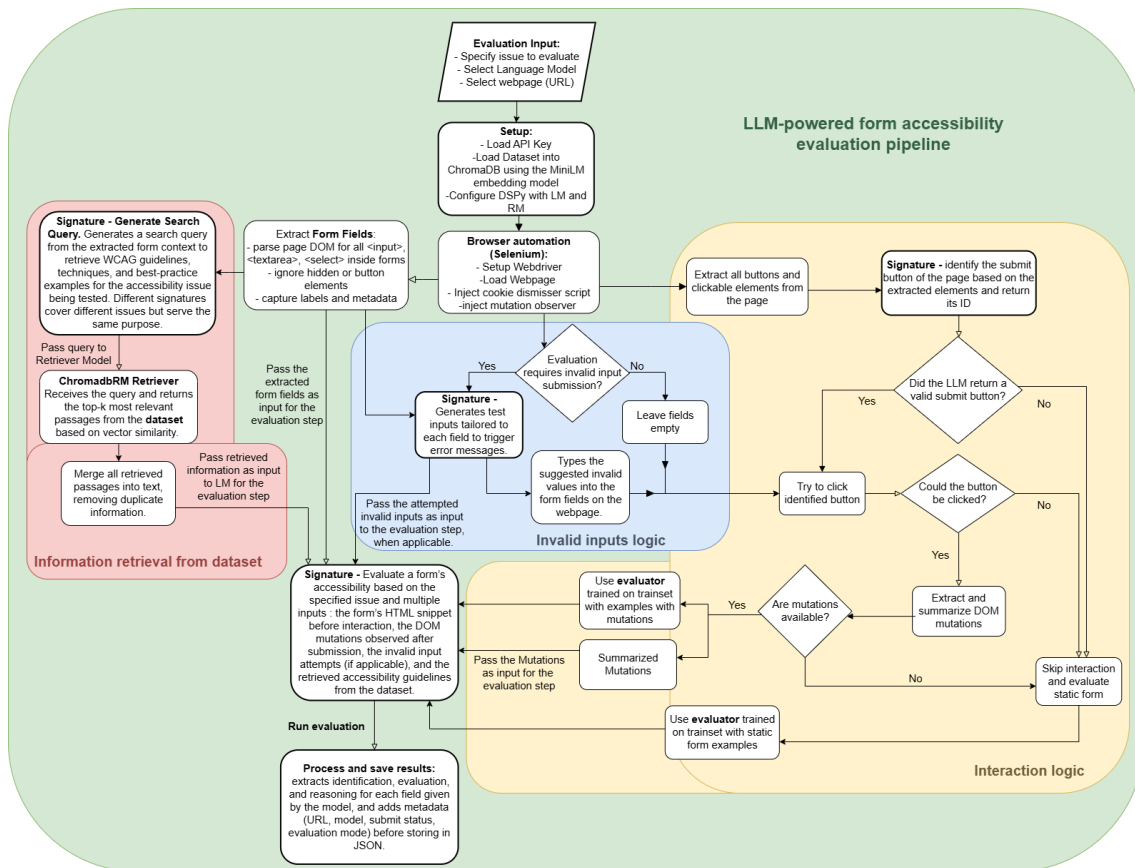 Evaluation Input:
- Specify issue to evaluate
- Select Language Model
- Select webpage (URL)
LLM-powered form accessibility
evaluation pipeline
Setup:
- Load API Key
-Load Dataset into
ChromaDB using the MiniLM
embedding model
-Configure DSPy with LM and
RM
Signature - Generate Search
Query. Generates a search query
from the extracted form context to
retrieve WCAG guidelines,
techniques, and best-practice
examples for the accessibility issue
being tested. Different signatures
cover different issues but serve the
same purpose.
Extract Form Fields:
- parse page DOM for all <input>,
<textarea>, <select> inside forms
- ignore hidden or button
elements
- capture labels and metadata
Browser automation
(Selenium):
- Setup Webdriver
- Load Webpage
- Inject cookie dismisser script
-inject mutation observer
Extract all buttons and
clickable elements from
the page
Signature - identify the submit
button of the page based on the
extracted elements and return
its ID
Pass query to
Retriever Model
ChromadbRM Retriever
Receives the query and returns
the top-k most relevant
passages from the dataset
based on vector similarity.
Pass the
extracted
form fields as
input for the
evaluation step
Yes
Evaluation
requires invalid input
submission?
No
Signature -
Generates test
inputs tailored to
each field to trigger
error messages.
Leave fields
empty
Yes
Did the LLM return a
valid submit button?
No
Merge all retrieved
passages into text,
removing duplicate
information.
Pass retrieved
information as input
to LM for the
evaluation step
Information retrieval from dataset
Pass the attempted
invalid inputs as input
to the evaluation step,
when applicable.
Types the
suggested invalid
values into the
form fields on the
webpage.
Invalid inputs logic
Try to click
identified button
Could the button
be clicked?
No
Yes
Signature - Evaluate a form's
accessibility based on the
specified issue and multiple
inputs : the form's HTML snippet
before interaction, the DOM
mutations observed after
submission, the invalid input
attempts (if applicable), and the
retrieved accessibility guidelines
from the dataset.
Use evaluator
trained on trainset
with examples with
mutations
Yes
Are mutations
available?
Extract and
summarize DOM
mutations
Pass the Mutations
as input for the
evaluation step
Summarized
Mutations
No
Skip interaction
and evaluate
static form
Run evaluation
Use evaluator trained
on trainset with static
form examples
Interaction logic
Process and save results:
extracts identification, evaluation,
and reasoning for each field given
by the model, and adds metadata
(URL, model, submit status,
evaluation mode) before storing in
JSON.